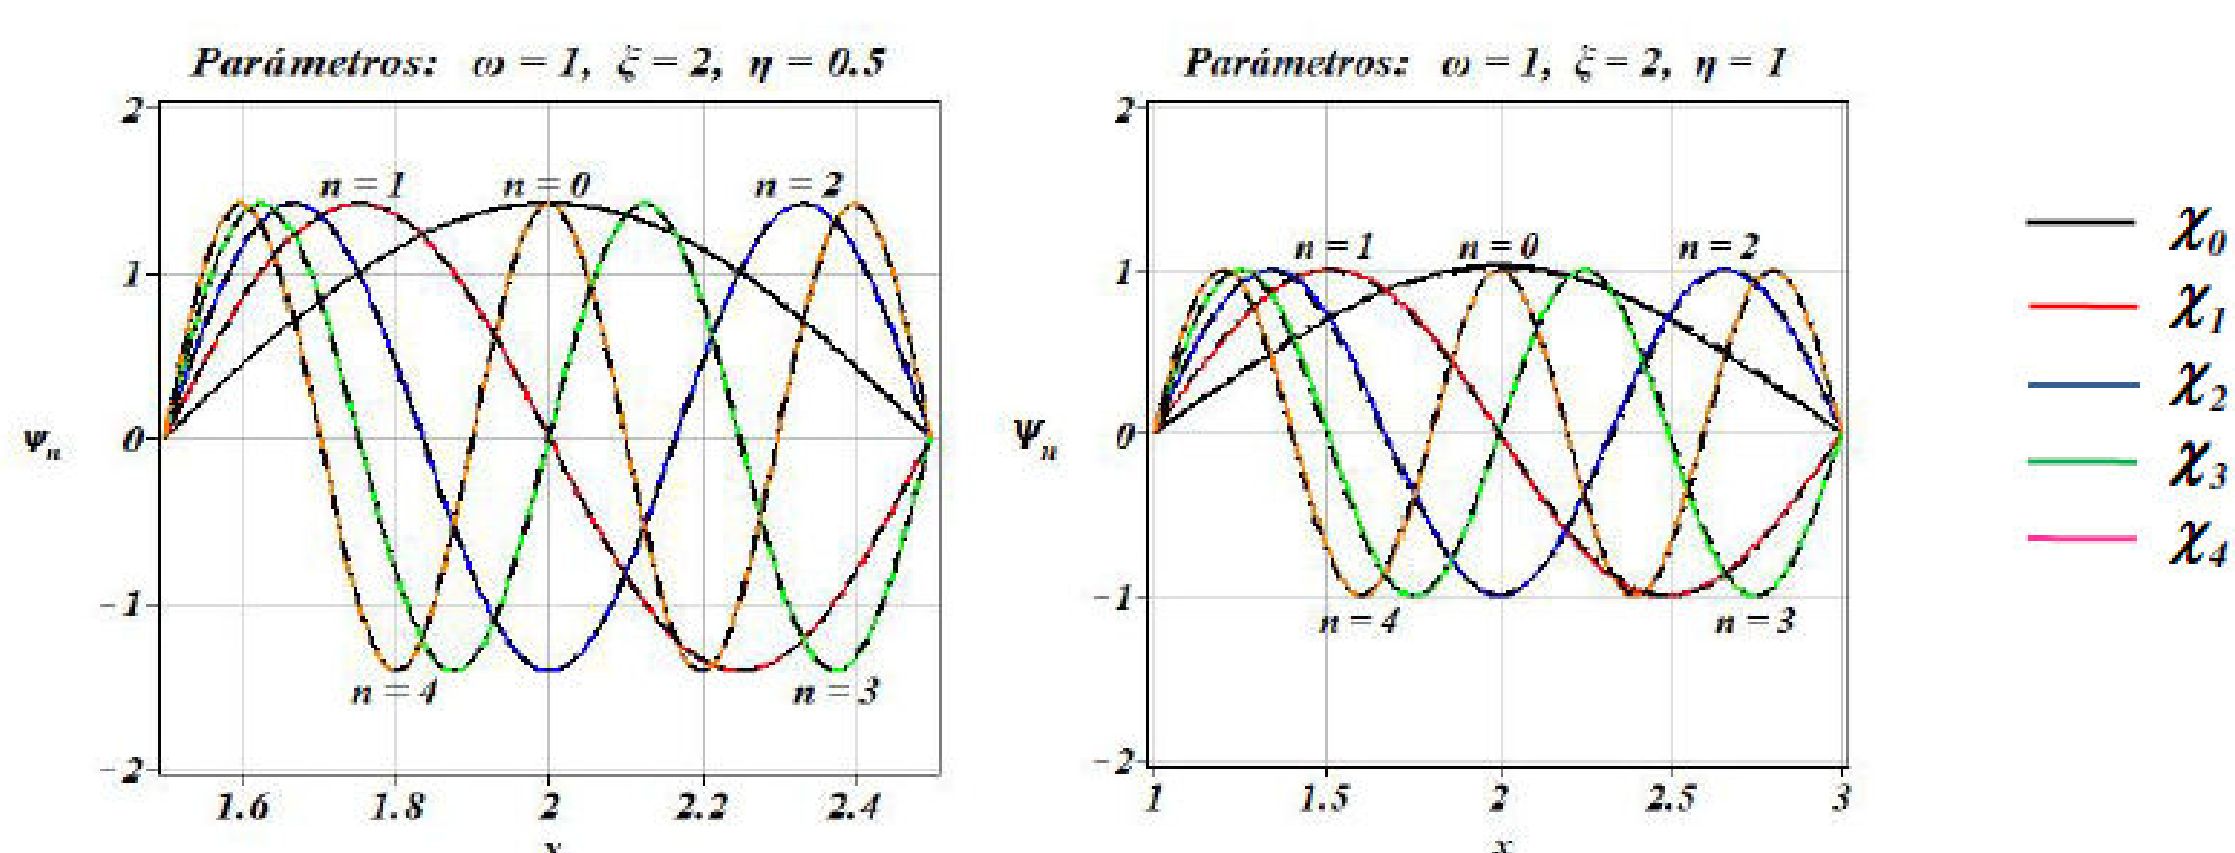 Parámetros: ω = 1, ξ = 2, η = 0.5
2
1
0
−1
−2
Ψn
n = 1
n = 0
n = 2
n = 4
n = 3
1.6
1.8
2
2.2
2.4
x
Parámetros: ω = 1, ξ = 2, η = 1
2
1
0
−1
−2
Ψn
n = 1
n = 0
n = 2
n = 4
n = 3
1
1.5
2
2.5
3
x
χ0
χ1
χ2
χ3
χ4